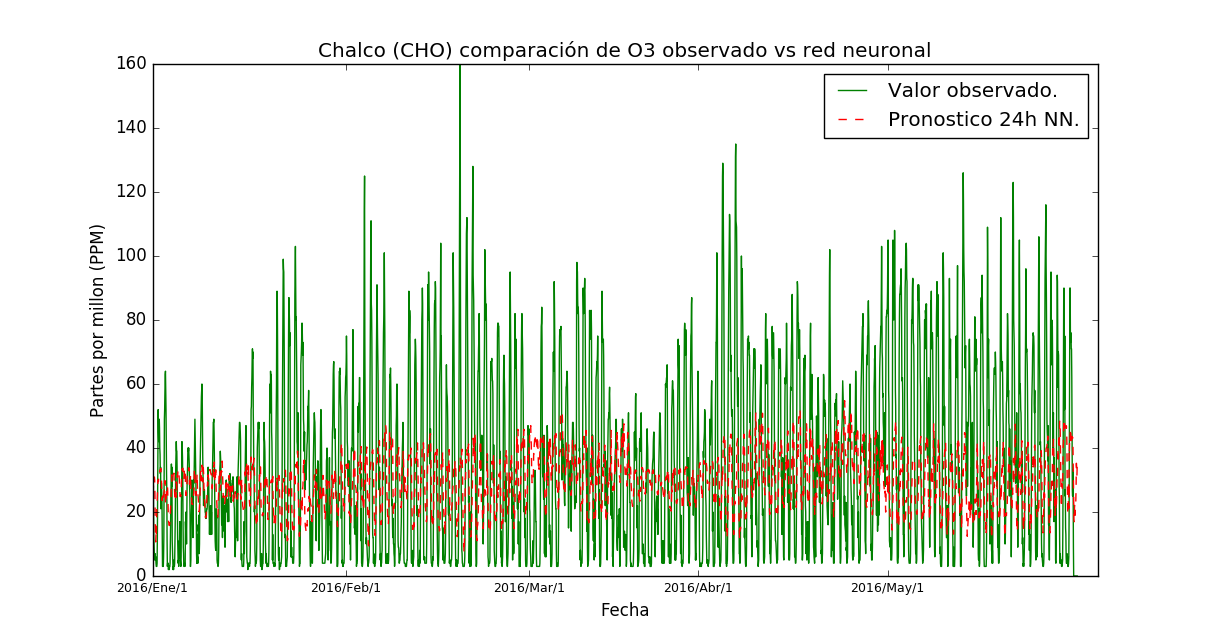 Chalco (CHO) comparación de O3 observado vs red neuronal
Valor observado.
Pronostico 24h NN.
Partes por millon (PPM)
160
140
120
100
80
60
40
20
0
2016/Ene/1
2016/Feb/1
2016/Mar/1
2016/Abr/1
2016/May/1
Fecha